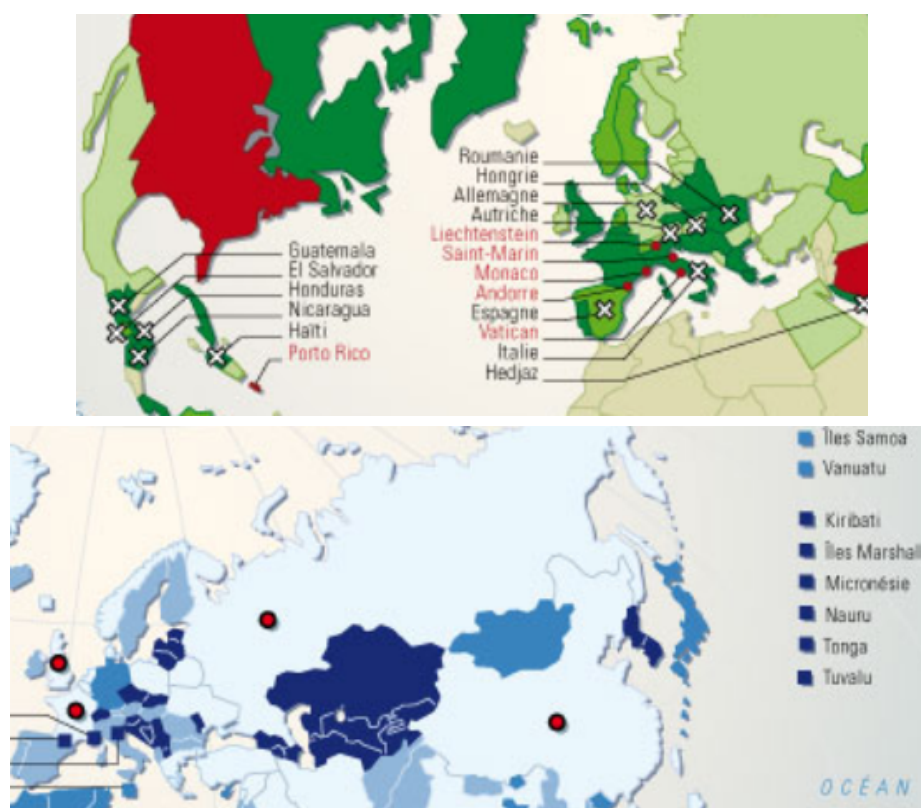 Guatemala
El Salvador
Honduras
Nicaragua
Haïti
Porto Rico
Roumanie
Hongrie
Allemagne
Autriche
Liechtenstein
Saint-Marin
Monaco
Andorre
Espagne
Vatican
Italie
Hedjaz
Îles Samoa
Vanuatu
Kiribati
Îles Marshall
Micronésie
Nauru
Tonga
Tuvalu
OCÉAN